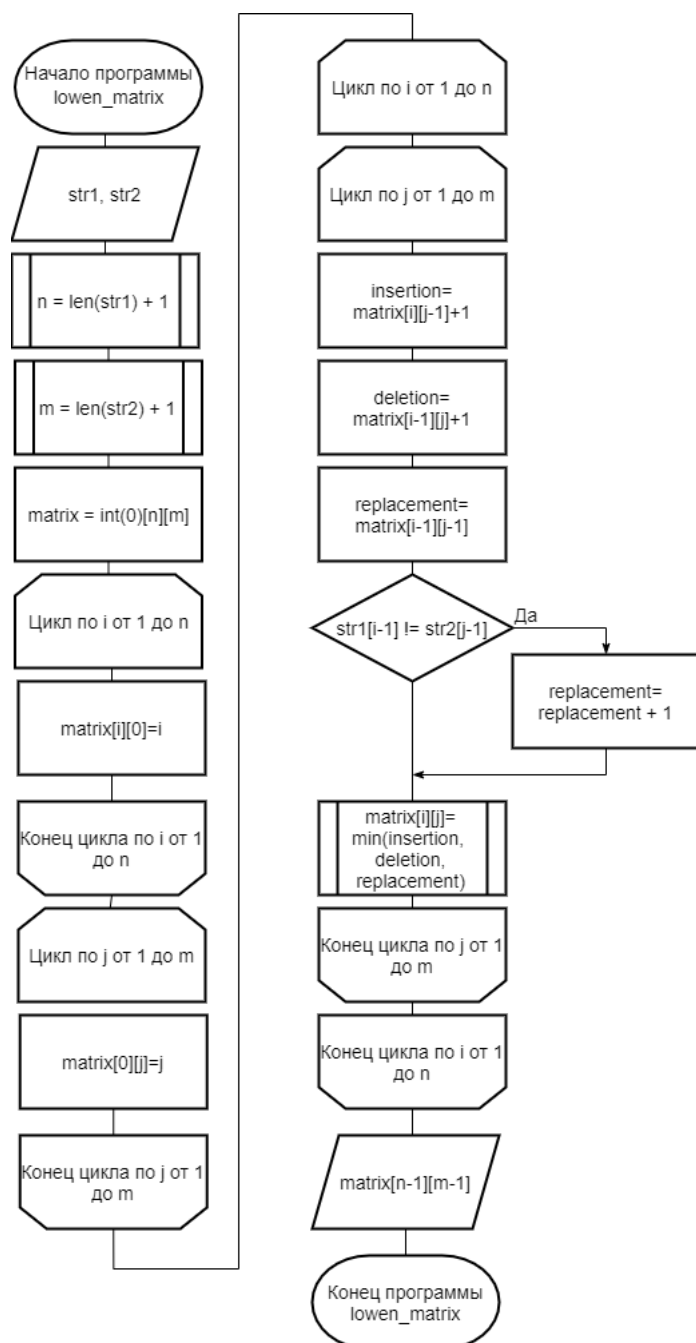 Начало программы
lowen_matrix
str1, str2
n = len(str1) + 1
m = len(str2) + 1
matrix = int(0)[n][m]
Цикл по i от 1 до n
matrix[i][0]=i
Конец цикла по i от 1
до n
Цикл по j от 1 до m
matrix[0][j]=j
Конец цикла по j от 1
до m
Цикл по i от 1 до n
Цикл по j от 1 до m
insertion=
matrix[i][j-1]+1
deletion=
matrix[i-1][j]+1
replacement=
matrix[i-1][j-1]
str1[i-1] != str2[j-1]
Да
replacement=
replacement + 1
matrix[i][j]=
min(insertion,
deletion,
replacement)
Конец цикла по j от 1
до m
Конец цикла по i от 1
до n
matrix[n-1][m-1]
Конец программы
lowen_matrix